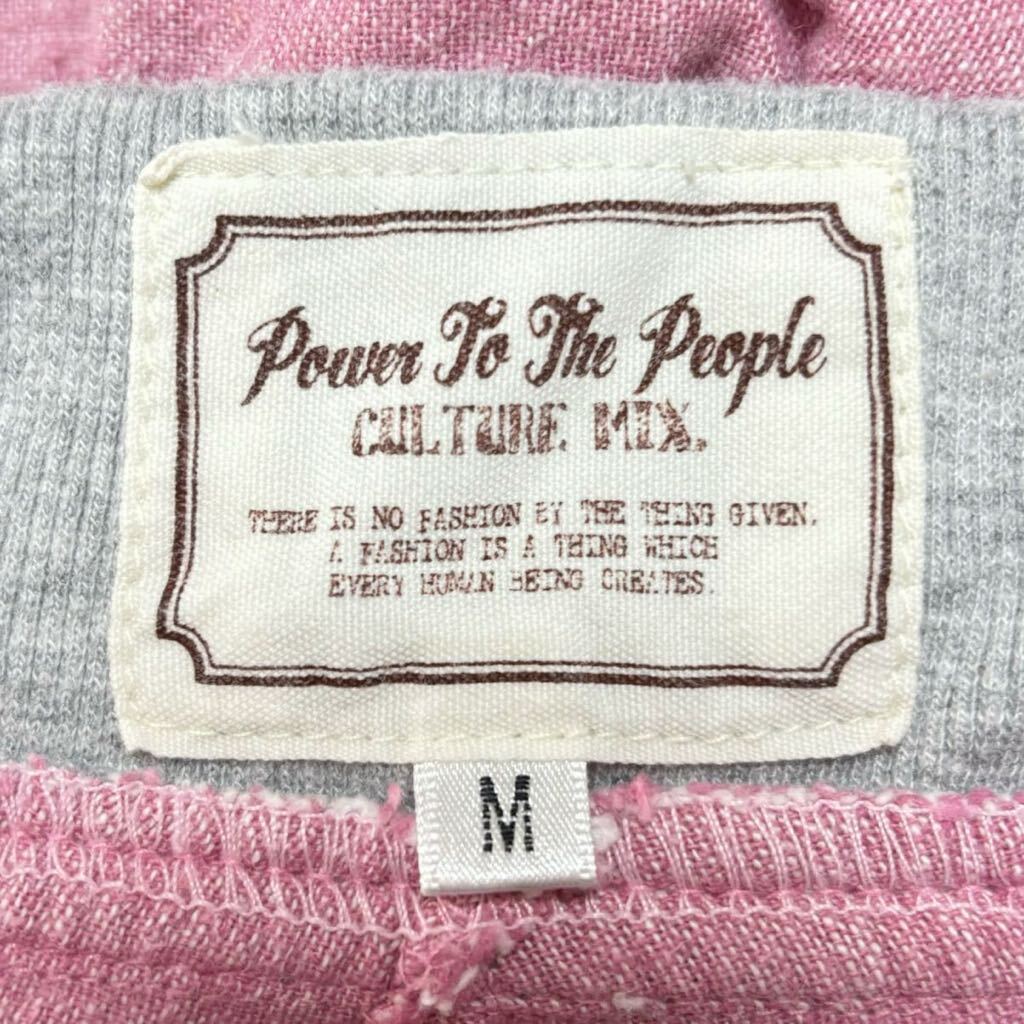 Power To The People
CULTURE MIX.
THERE IS NO FASHION BY THE THING GIVEN.
A FASHION IS A THING WHICH
EVERY HUMAN BEING CREATES.
M